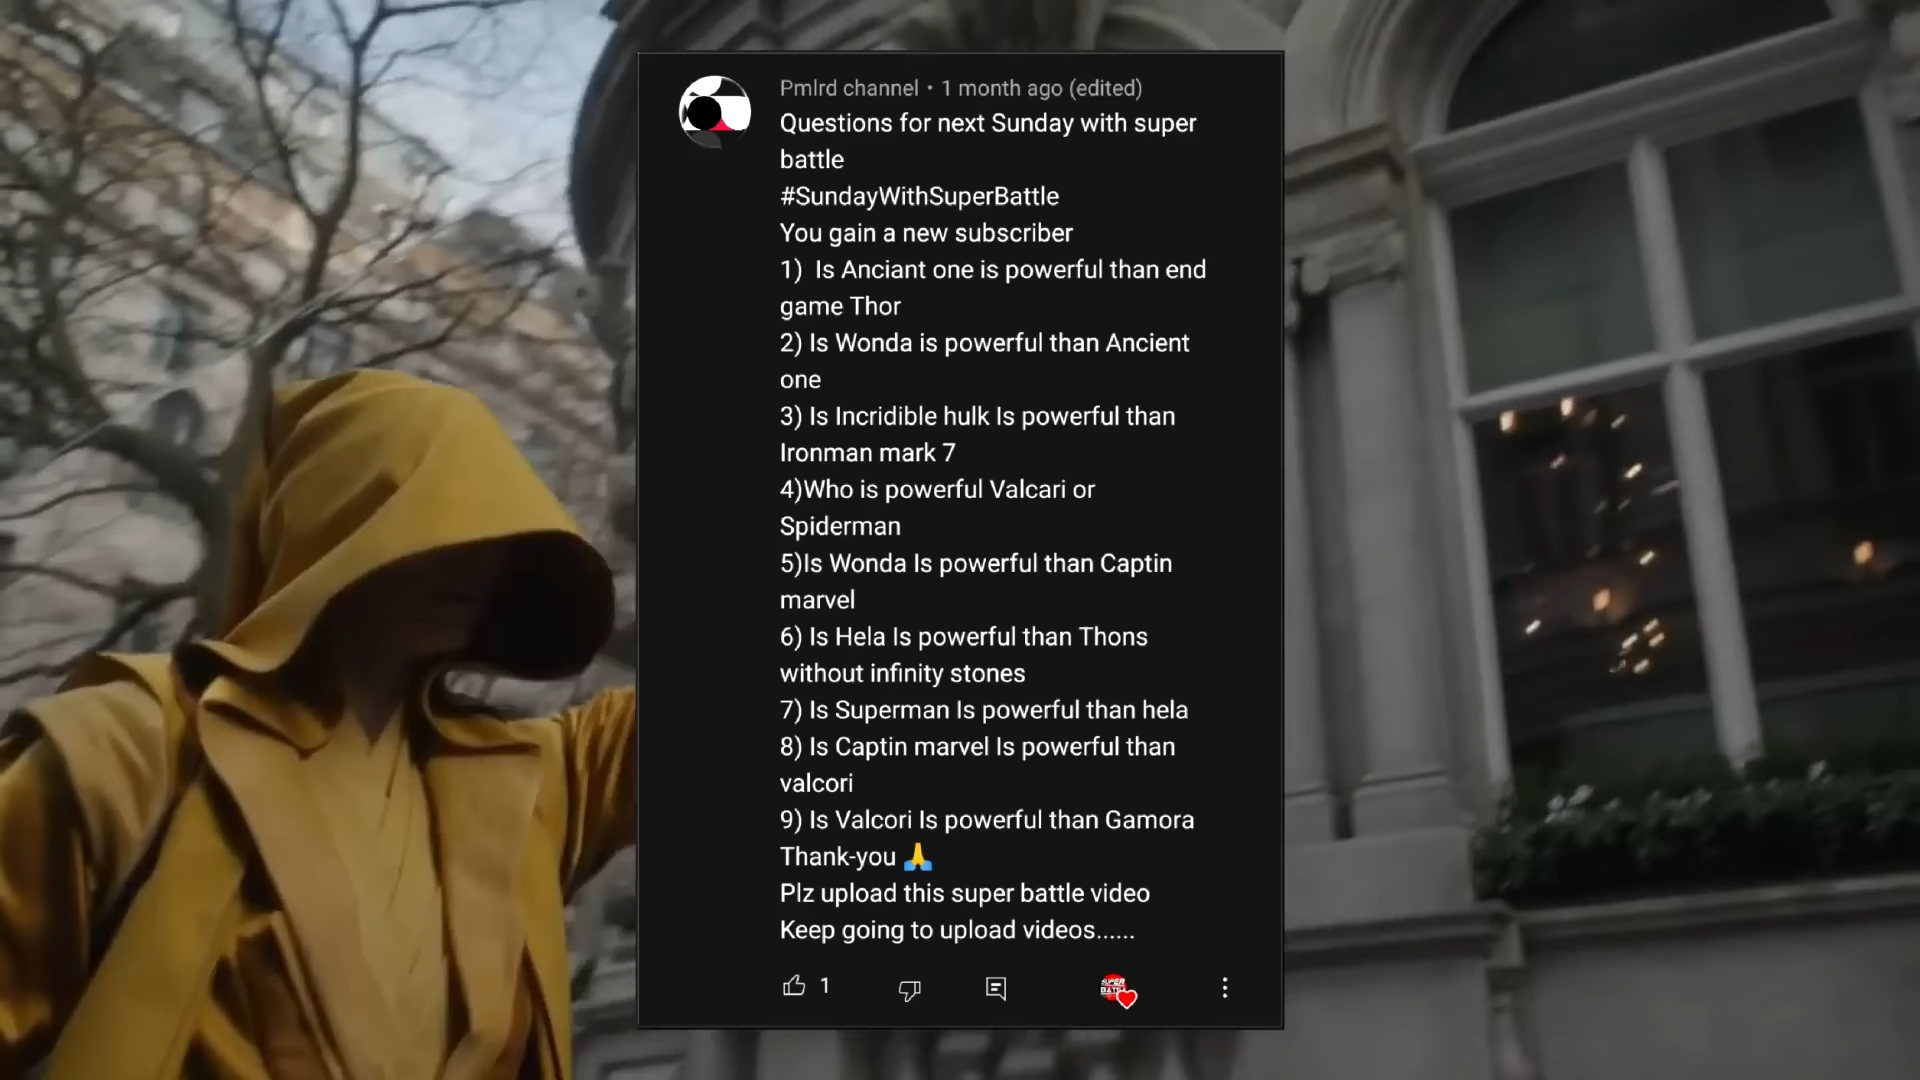 Pmlrd channel • 1 month ago (edited)
Questions for next Sunday with super
battle
#SundayWithSuperBattle
You gain a new subscriber
1)  Is Anciant one is powerful than end
game Thor
2) Is Wonda is powerful than Ancient
one
3) Is Incridible hulk Is powerful than
Ironman mark 7
4)Who is powerful Valcari or
Spiderman
5)Is Wonda Is powerful than Captin
marvel
6) Is Hela Is powerful than Thons
without infinity stones
7) Is Superman Is powerful than hela
8) Is Captin marvel Is powerful than
valcori
9) Is Valcori Is powerful than Gamora
Thank-you 🙏
Plz upload this super battle video
Keep going to upload videos......
1
SUPER
BATTLE